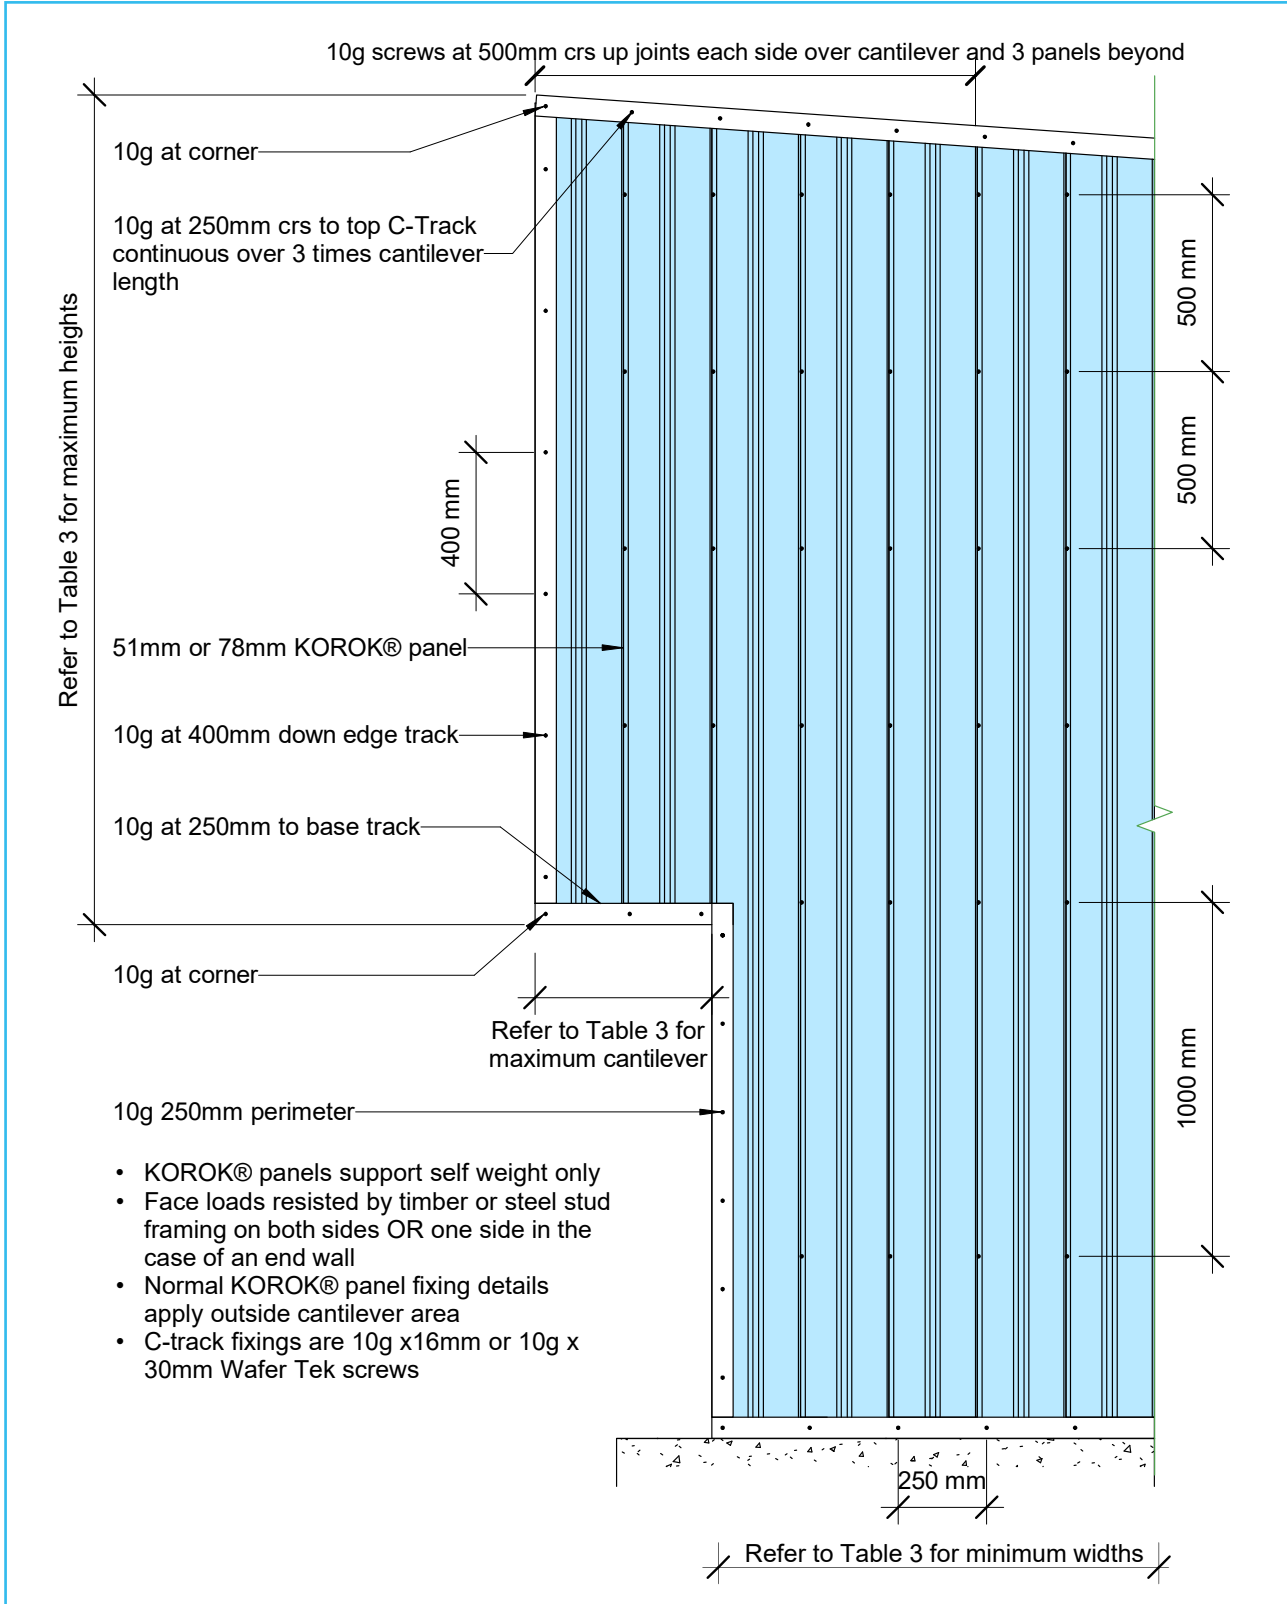 10g screws at 500mm crs up joints each side over cantilever and 3 panels beyond
10g at corner
10g at 250mm crs to top C-Track
continuous over 3 times cantilever
length
Refer to Table 3 for maximum heights
500 mm
500 mm
400 mm
51mm or 78mm KOROK® panel
10g at 400mm down edge track
10g at 250mm to base track
10g at corner
Refer to Table 3 for
maximum cantilever
1000 mm
10g 250mm perimeter
• KOROK® panels support self weight only
• Face loads resisted by timber or steel stud
framing on both sides OR one side in the
case of an end wall
• Normal KOROK® panel fixing details
apply outside cantilever area
• C-track fixings are 10g x16mm or 10g x
30mm Wafer Tek screws
250 mm
Refer to Table 3 for minimum widths